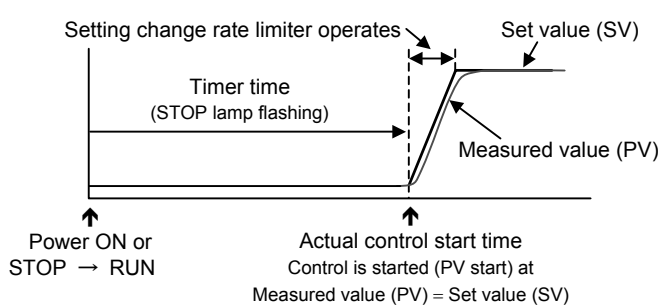 Setting change rate limiter operates
Set value (SV)
Timer time
(STOP lamp flashing)
Measured value (PV)
Power ON or
STOP → RUN
Actual control start time
Control is started (PV start) at
Measured value (PV) = Set value (SV)